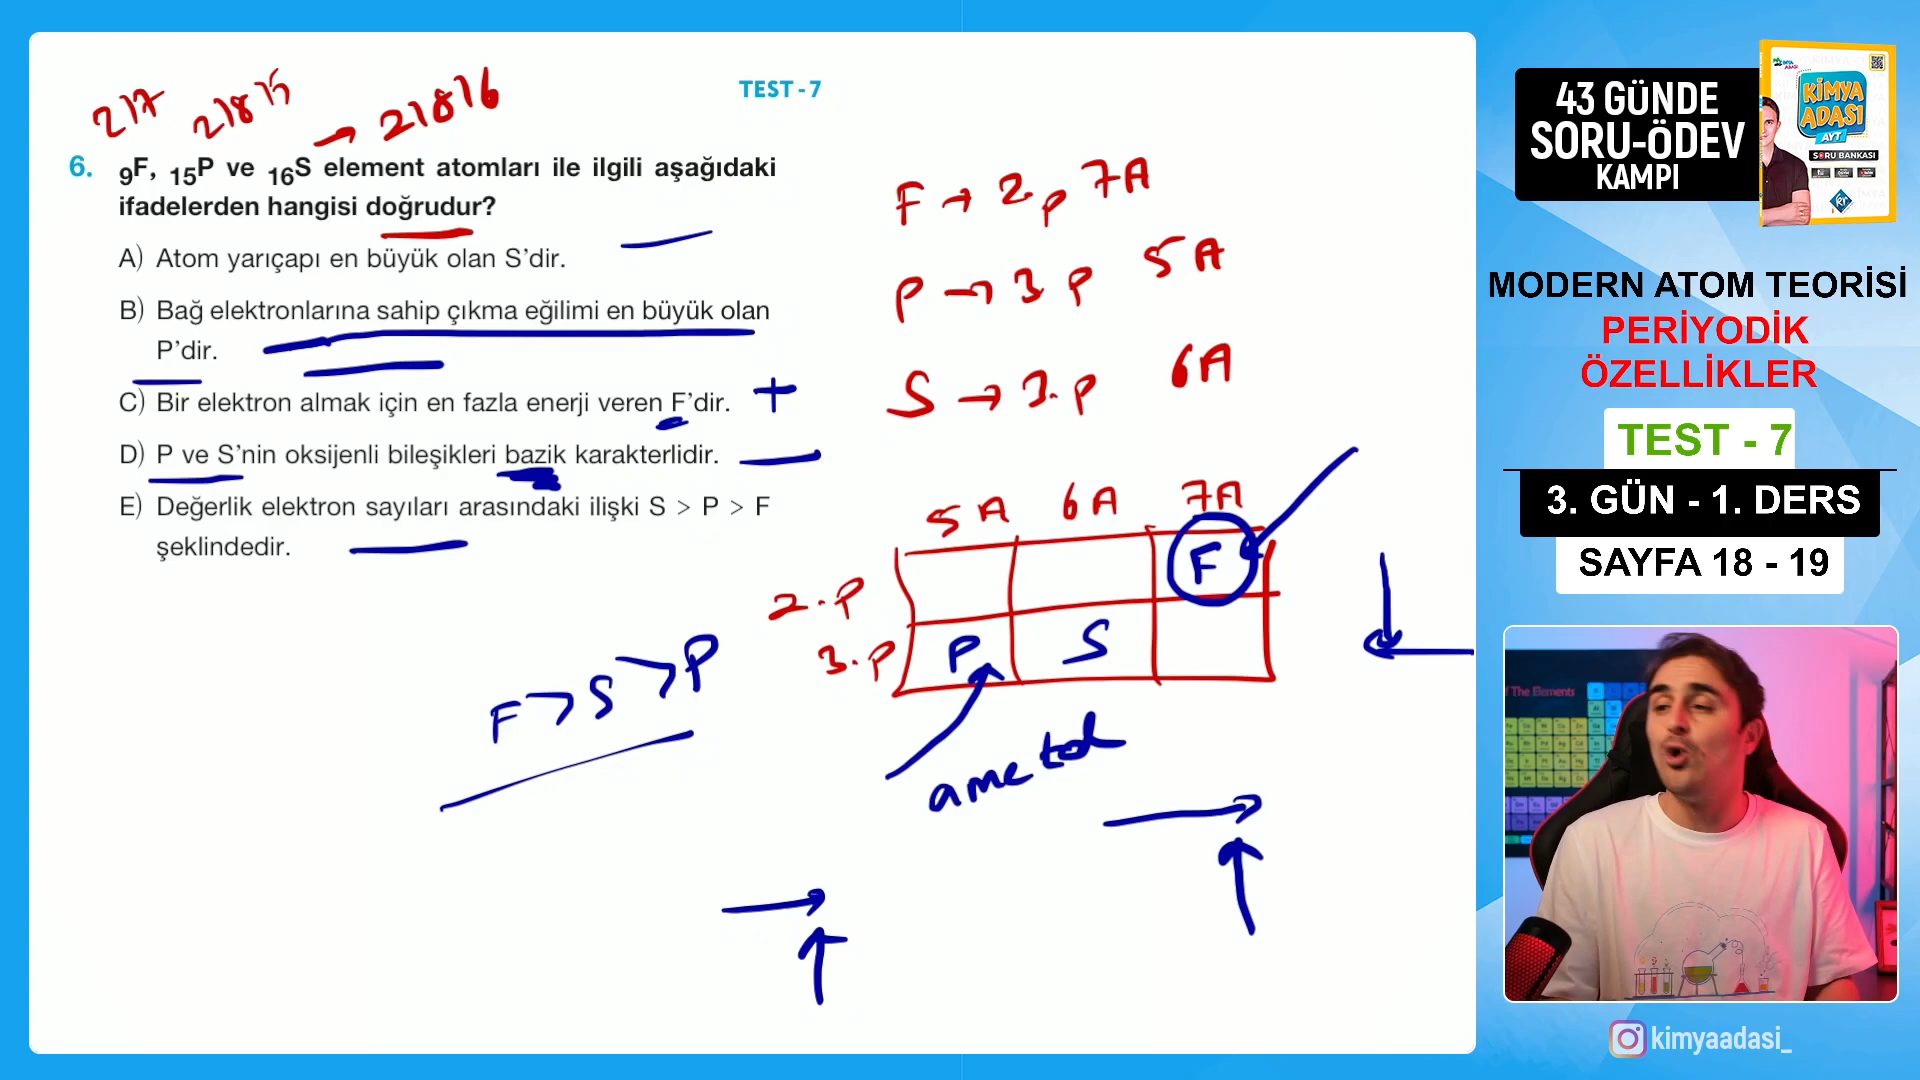 2)7 2)8)5 → 2)8)6
TEST - 7
6. 9F, 15P ve 16S element atomları ile ilgili aşağıdaki
ifadelerden hangisi doğrudur?
A) Atom yarıçapı en büyük olan S’dir.
B) Bağ elektronlarına sahip çıkma eğilimi en büyük olan
P’dir.
C) Bir elektron almak için en fazla enerji veren F’dir. +
D) P ve S’nin oksijenli bileşikleri bazik karakterlidir.
E) Değerlik elektron sayıları arasındaki ilişki S > P > F
şeklindedir.
F → 2.p 7A
P → 3.p 5A
S → 3.p 6A
5A 6A 7A
2.p F
3.p P S
F > S > P
ametal
43 GÜNDE
SORU-ÖDEV
KAMPI
KİMYA
ADASI
AYT
SORU BANKASI
MODERN ATOM TEORİSİ
PERİYODİK
ÖZELLİKLER
TEST - 7
3. GÜN - 1. DERS
SAYFA 18 - 19
Of The Elements
kimyaadasi_